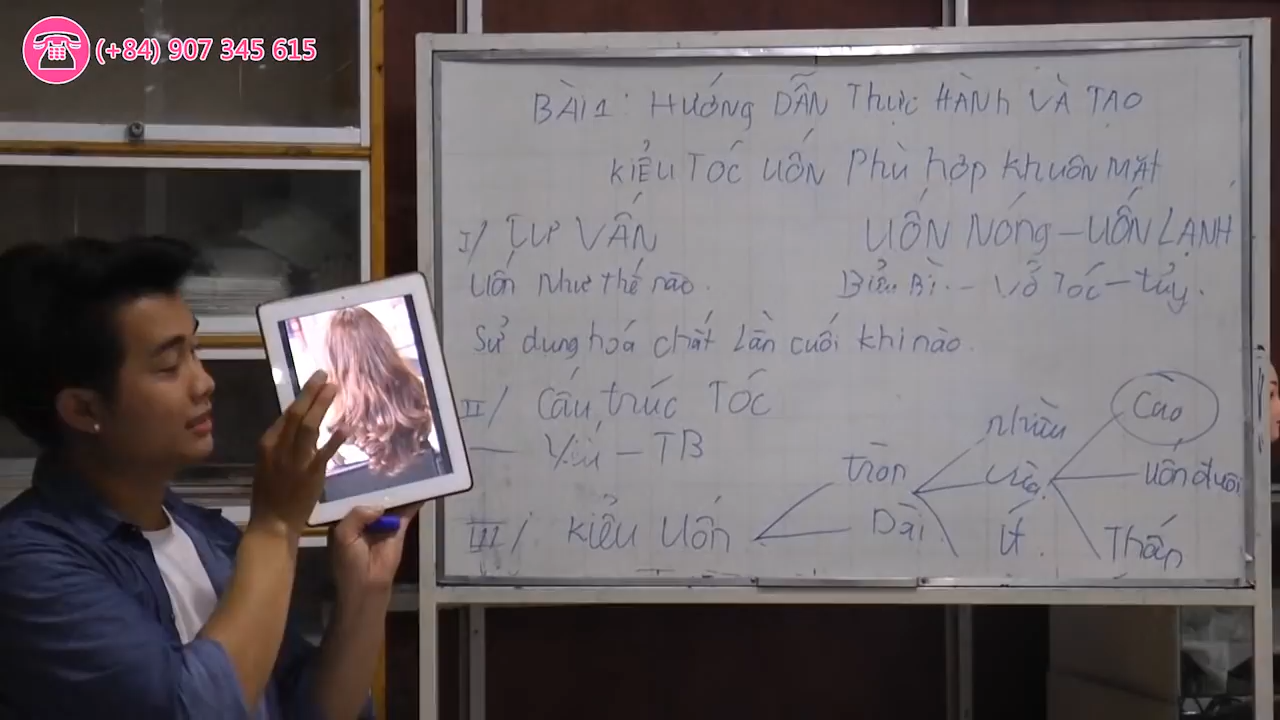 (+84) 907 345 615
BÀI 1: HƯỚNG DẪN THỰC HÀNH VÀ TẠO
KIỂU TÓC UỐN PHÙ HỢP KHUÔN MẶT
I/ TƯ VẤN
UỐN NÓNG – UỐN LẠNH
Uốn như thế nào.
Biểu Bì - Vỏ Tóc – tủy.
Sử dụng hoá chất Lần cuối khi nào.
II/ Cấu trúc Tóc
— Yếu – TB
III/ Kiểu Uốn
tròn
Dài
nhiều
vừa
ít.
Cao
uốn đuôi
Thấp